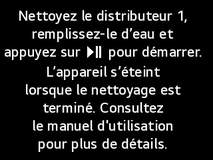 Nettoyez le distributeur 1,
remplissez-le d’eau et
appuyez sur ⏯ pour démarrer.
L’appareil s’éteint
lorsque le nettoyage est
terminé. Consultez
le manuel d'utilisation
pour plus de détails.